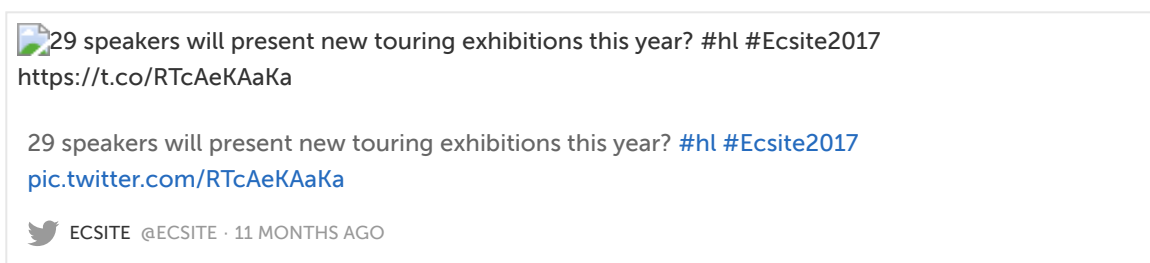 29 speakers will present new touring exhibitions this year? #hl #Ecsite2017
https://t.co/RTcAeKAaKa
29 speakers will present new touring exhibitions this year? #hl #Ecsite2017
pic.twitter.com/RTcAeKAaKa
ECSITE @ECSITE · 11 MONTHS AGO